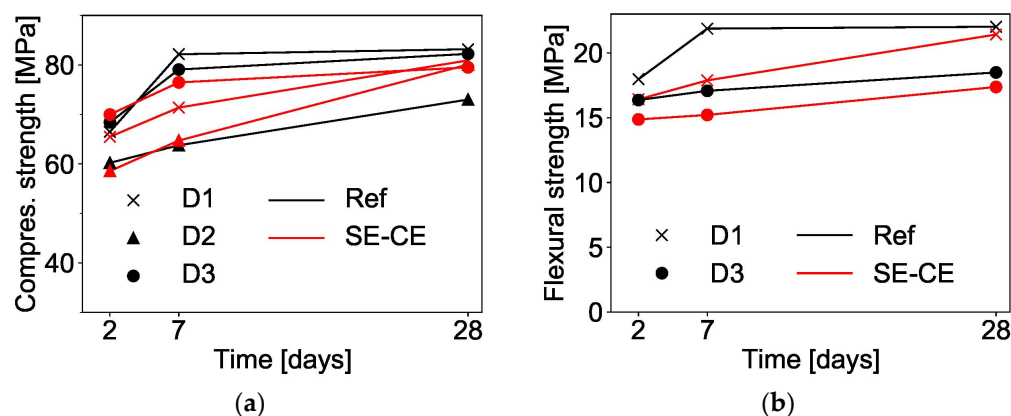 Compres. strength [MPa]
80
60
40
D1
Ref
D2
SE-CE
D3
2
7
28
Time [days]
(a)
Flexural strength [MPa]
20
15
10
5
0
D1
Ref
D3
SE-CE
2
7
28
Time [days]
(b)